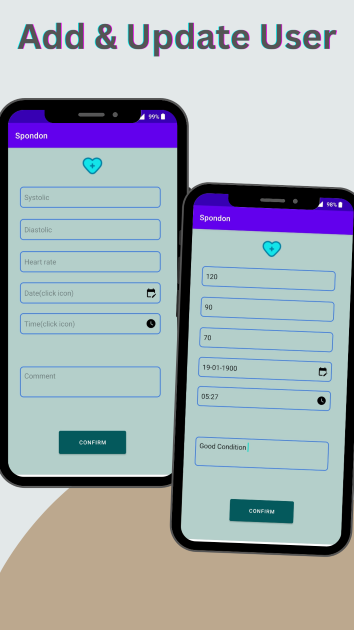 Add & Update User
99%
Spondon
Systolic
Diastolic
Heart rate
Date(click icon)
Time(click icon)
Comment
CONFIRM
98%
Spondon
120
90
70
19-01-1900
05:27
Good Condition
CONFIRM